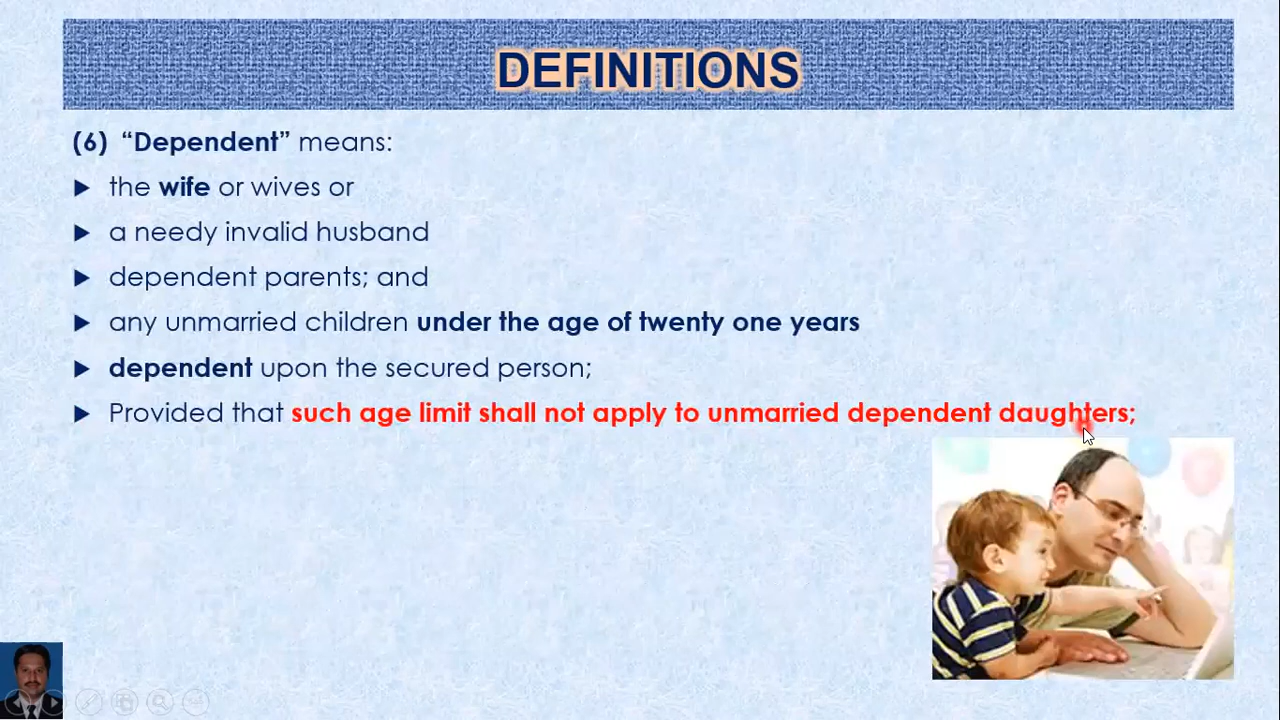 DEFINITIONS
(6) “Dependent” means:
the wife or wives or
a needy invalid husband
dependent parents; and
any unmarried children under the age of twenty one years
dependent upon the secured person;
Provided that such age limit shall not apply to unmarried dependent daughters;